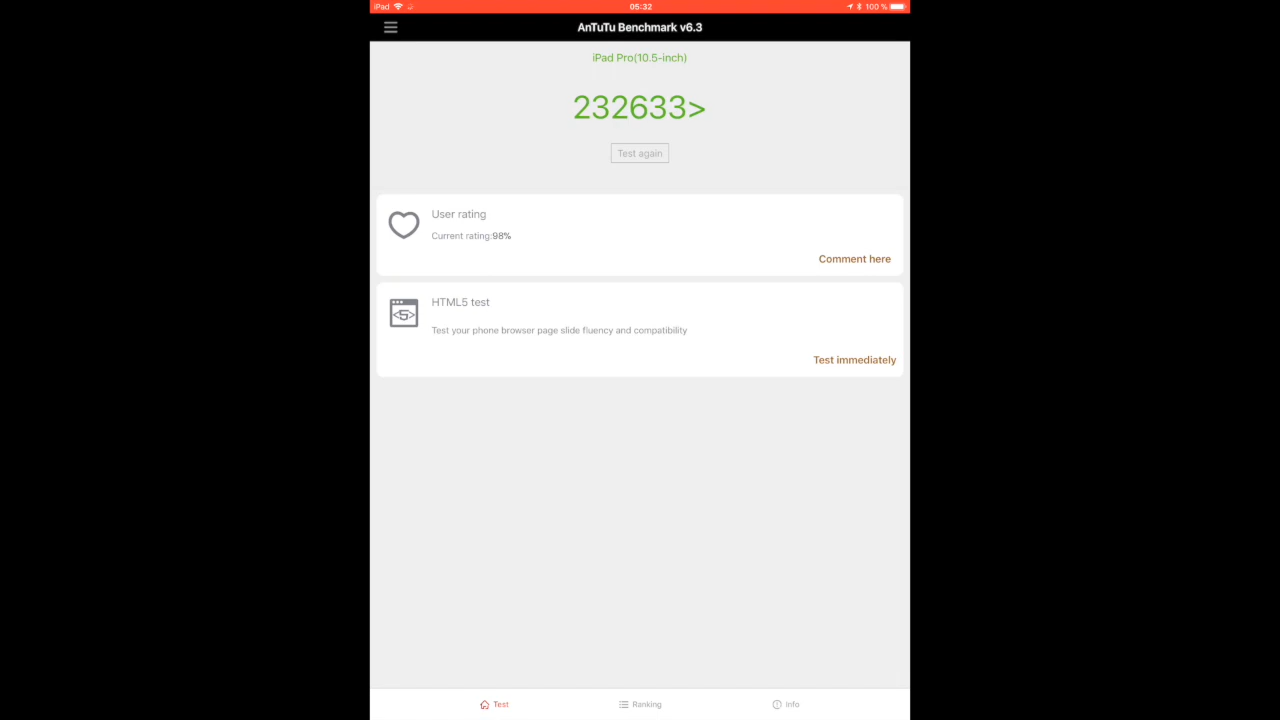 iPad 05:32 100 %
AnTuTu Benchmark v6.3
iPad Pro(10.5-inch)
232633>
Test again
User rating
Current rating:98%
Comment here
HTML5 test
<5>
Test your phone browser page slide fluency and compatibility
Test immediately
Test Ranking Info